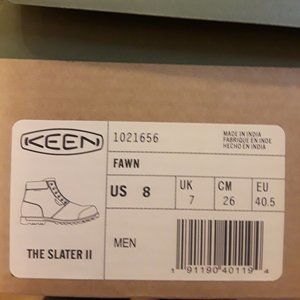 KEEN
1021656
MADE IN INDIA
FABRIQUE EN INDE
HECHO EN INDIA
FAWN
US 8
UK 7
CM 26
EU 40.5
THE SLATER II
MEN
1 91190 40119 4